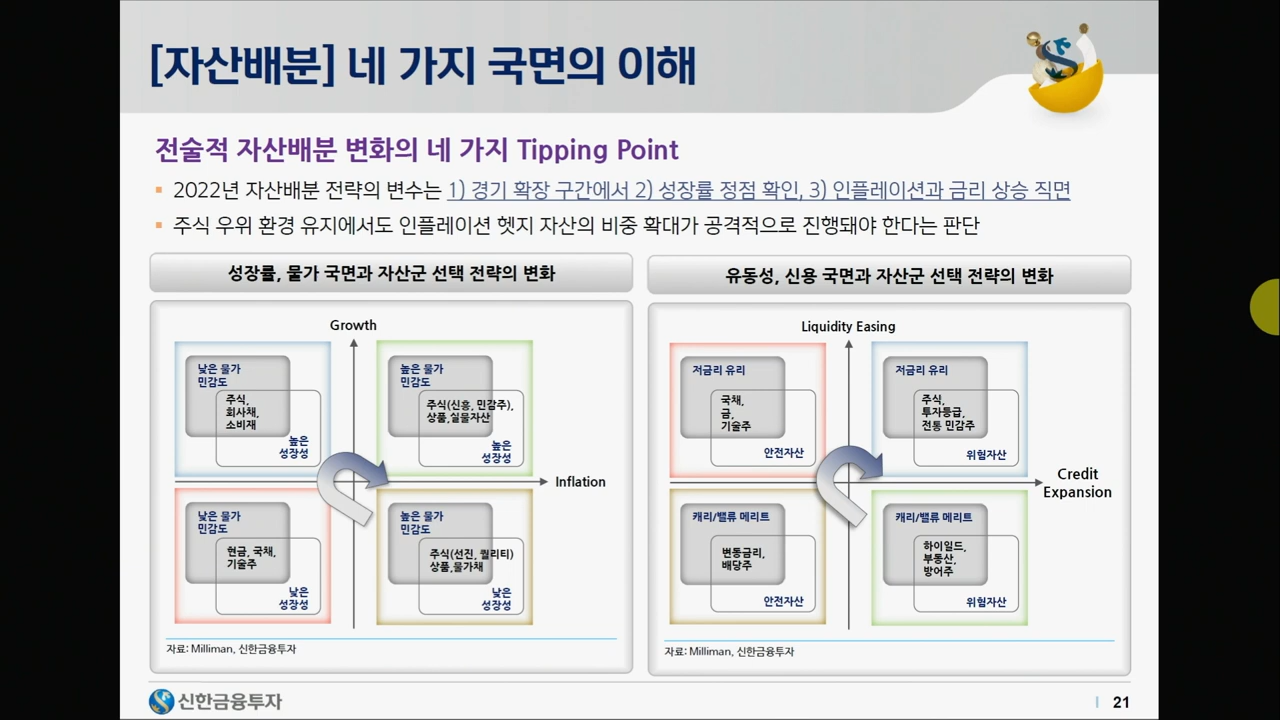 [자산배분] 네 가지 국면의 이해
전술적 자산배분 변화의 네 가지 Tipping Point
▪ 2022년 자산배분 전략의 변수는 1) 경기 확장 구간에서 2) 성장률 정점 확인, 3) 인플레이션과 금리 상승 직면
▪ 주식 우위 환경 유지에서도 인플레이션 헷지 자산의 비중 확대가 공격적으로 진행돼야 한다는 판단
성장률, 물가 국면과 자산군 선택 전략의 변화
Growth
낮은 물가
민감도
주식,
회사채,
소비재
높은
성장성
높은 물가
민감도
주식(신흥, 민감주),
상품,실물자산
높은
성장성
Inflation
낮은 물가
민감도
현금, 국채,
기술주
낮은
성장성
높은 물가
민감도
주식(선진, 퀄리티)
상품,물가채
낮은
성장성
자료: Milliman, 신한금융투자
유동성, 신용 국면과 자산군 선택 전략의 변화
Liquidity Easing
저금리 유리
국채,
금,
기술주
안전자산
저금리 유리
주식,
투자등급,
전통 민감주
위험자산
Credit
Expansion
캐리/밸류 메리트
변동금리,
배당주
안전자산
캐리/밸류 메리트
하이일드,
부동산,
방어주
위험자산
자료: Milliman, 신한금융투자
신한금융투자
21